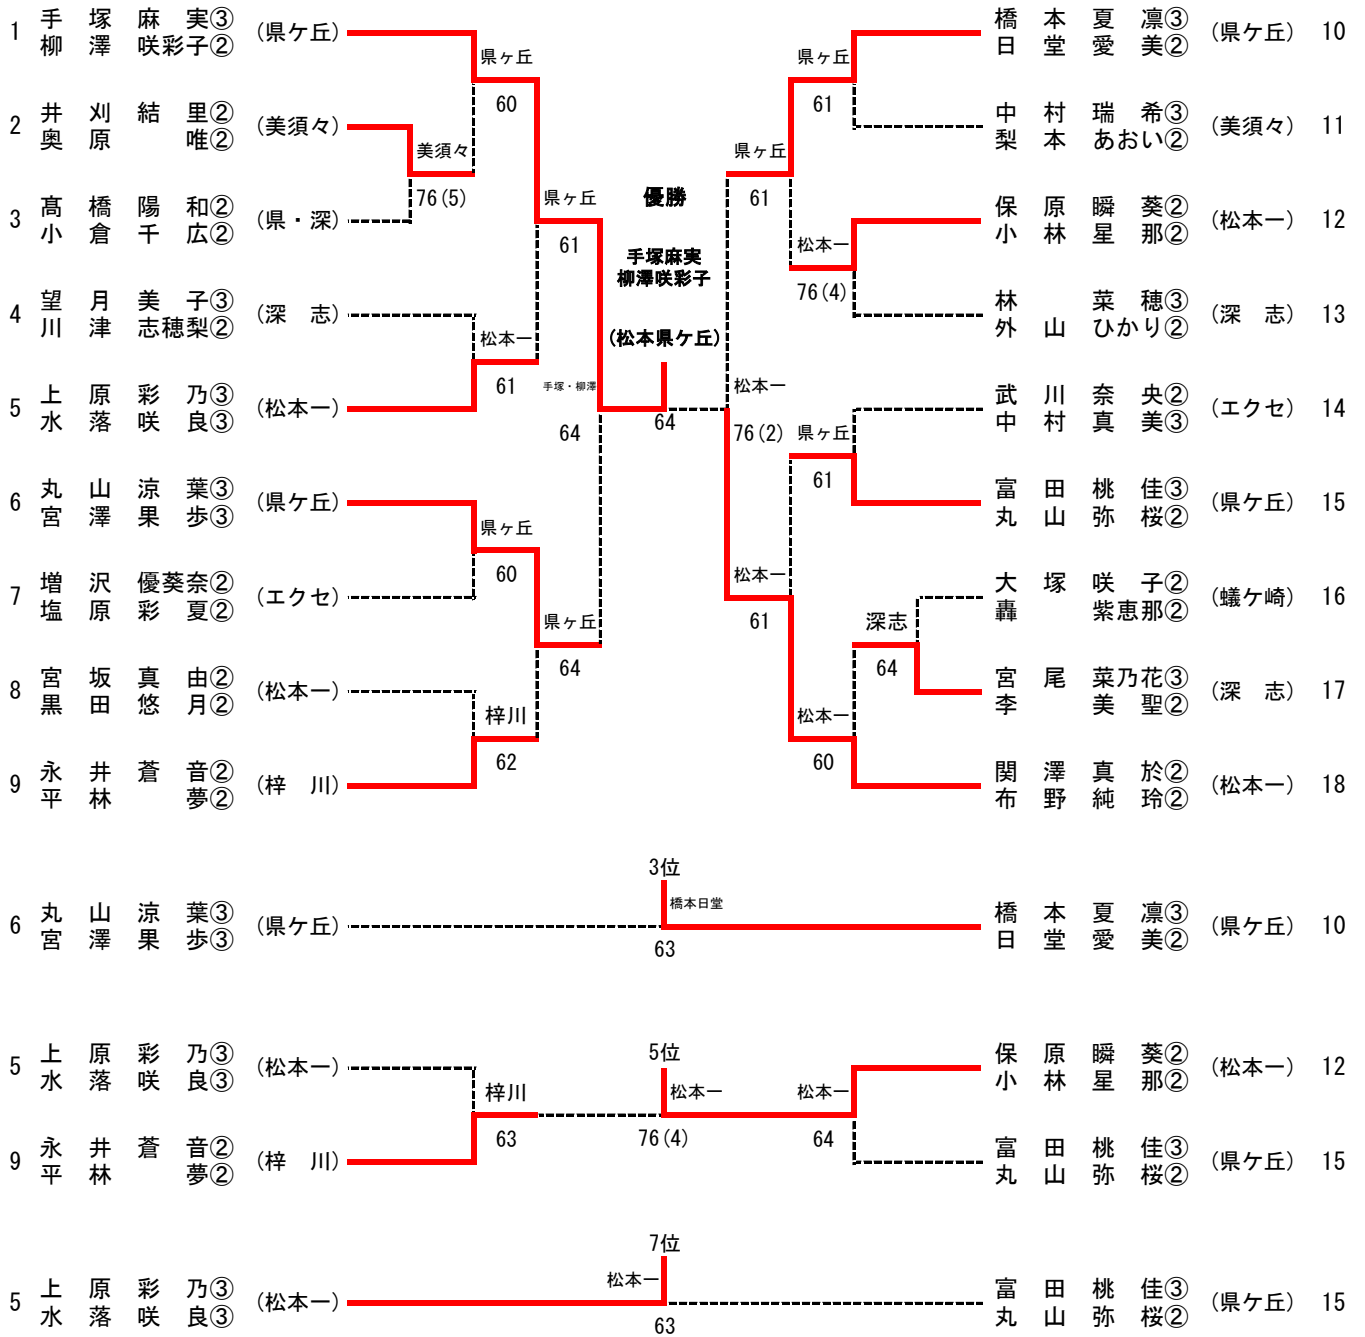 1 手塚麻実③ (県ケ丘)
柳澤咲彩子②
2 井刈結里② (美須々)
奥原唯②
3 髙橋陽和② (県・深)
小倉千広②
4 望月美子③ (深志)
川津志穂梨②
5 上原彩乃③ (松本一)
水落咲良③
6 丸山涼葉③ (県ケ丘)
宮澤果歩③
7 増沢優葵奈② (エクセ)
塩原彩夏②
8 宮坂真由② (松本一)
黒田悠月②
9 永井蒼音② (梓川)
平林夢②
県ヶ丘
60
美須々
76(5)
県ヶ丘
61
松本一
61
手塚・柳澤
64
県ヶ丘
60
県ヶ丘
64
梓川
62
優勝
手塚麻実
柳澤咲彩子
(松本県ケ丘)
64
県ヶ丘
61
県ヶ丘
61
松本一
76(4)
松本一
76(2)
県ヶ丘
61
松本一
61
深志
64
松本一
60
橋本夏凛③ (県ケ丘) 10
日堂愛美②
中村瑞希③ (美須々) 11
梨本あおい②
保原瞬葵② (松本一) 12
小林星那②
林菜穂③ (深志) 13
外山ひかり②
武川奈央② (エクセ) 14
中村真美③
富田桃佳③ (県ケ丘) 15
丸山弥桜②
大塚咲子② (蟻ケ崎) 16
轟紫恵那②
宮尾菜乃花③ (深志) 17
李美聖②
関澤真於② (松本一) 18
布野純玲②
3位
6 丸山涼葉③ (県ケ丘)
宮澤果歩③
橋本日堂
63
橋本夏凛③ (県ケ丘) 10
日堂愛美②
5 上原彩乃③ (松本一)
水落咲良③
9 永井蒼音② (梓川)
平林夢②
梓川
63
5位
松本一
76(4)
松本一
64
保原瞬葵② (松本一) 12
小林星那②
富田桃佳③ (県ケ丘) 15
丸山弥桜②
7位
5 上原彩乃③ (松本一)
水落咲良③
松本一
63
富田桃佳③ (県ケ丘) 15
丸山弥桜②